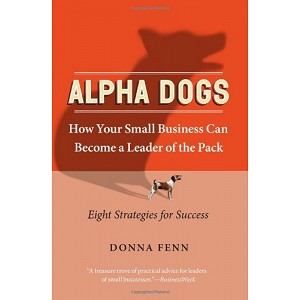 ALPHA DOGS
How Your Small Business Can
Become a Leader of the Pack
Eight Strategies for Success
DONNA FENN
"A treasure trove of practical advice for leaders
of small businesses."—BusinessWeek